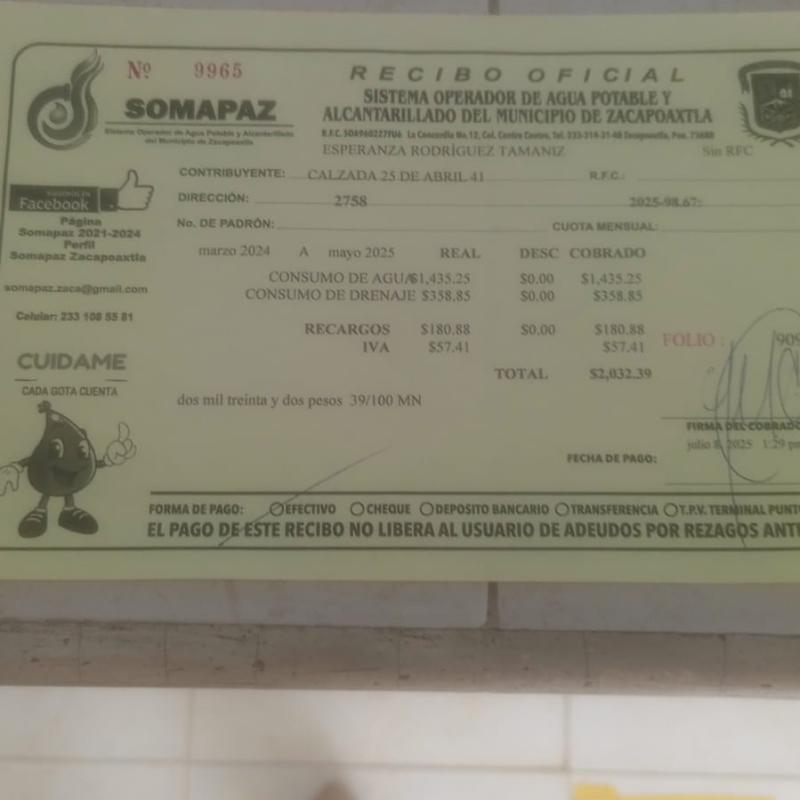 Nº 9965
RECIBO OFICIAL
SOMAPAZ
Sistema Operador de Agua Potable y Alcantarillado
del Municipio de Zacapoaxtla
SISTEMA OPERADOR DE AGUA POTABLE Y
ALCANTARILLADO DEL MUNICIPIO DE ZACAPOAXTLA
R.F.C. SOA960227FU6 La Concordia No.12, Col. Centro Centro, Tel. 233-314-31-48 Zacapoaxtla, Pue. 73680
ESPERANZA RODRÍGUEZ TAMANIZ Sin RFC
CONTRIBUYENTE: CALZADA 25 DE ABRIL 41 R.F.C.:
DIRECCIÓN: 2758 2025-98.67:
No. DE PADRÓN: CUOTA MENSUAL:
SIGUENOS EN
Facebook
Página
Somapaz 2021-2024
Perfil
Somapaz Zacapoaxtla
somapaz.zaca@gmail.com
Celular: 233 108 55 81
CUIDAME
CADA GOTA CUENTA
marzo 2024 A mayo 2025 REAL DESC COBRADO
CONSUMO DE AGUA $1,435.25 $0.00 $1,435.25
CONSUMO DE DRENAJE $358.85 $0.00 $358.85
RECARGOS $180.88 $0.00 $180.88
IVA $57.41 $57.41
FOLIO : 909
TOTAL $2,032.39
dos mil treinta y dos pesos 39/100 MN
FIRMA DEL COBRADO
julio 8, 2025 1:29 pm
FECHA DE PAGO:
FORMA DE PAGO: EFECTIVO CHEQUE DEPOSITO BANCARIO TRANSFERENCIA T.P.V. TERMINAL PUNTO
EL PAGO DE ESTE RECIBO NO LIBERA AL USUARIO DE ADEUDOS POR REZAGOS ANTE